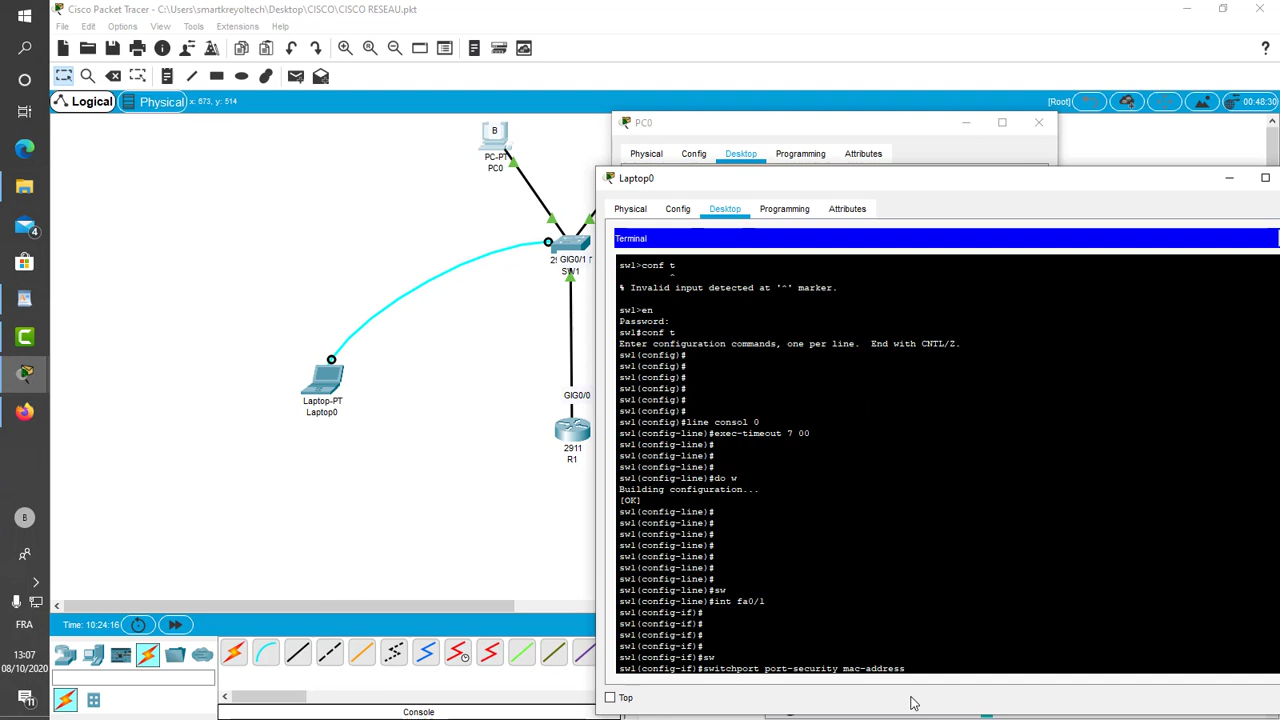 Cisco Packet Tracer - C:\Users\smartkreyoltech\Desktop\CISCO\CISCO RESEAU.pkt
File Edit Options View Tools Extensions Help
Logical Physical x: 673, y: 514 [Root] 00:48:30
PC0
Physical Config Desktop Programming Attributes
Laptop0
Physical Config Desktop Programming Attributes
Terminal
B
PC-PT
PC0
GIG0/1
SW1
Laptop-PT
Laptop0
GIG0/0
2911
R1
sw1>conf t
^
% Invalid input detected at '^' marker.
sw1>en
Password:
sw1#conf t
Enter configuration commands, one per line.  End with CNTL/Z.
sw1(config)#
sw1(config)#
sw1(config)#
sw1(config)#
sw1(config)#
sw1(config)#
sw1(config)#line consol 0
sw1(config-line)#exec-timeout 7 00
sw1(config-line)#
sw1(config-line)#
sw1(config-line)#
sw1(config-line)#do w
Building configuration...
[OK]
sw1(config-line)#
sw1(config-line)#
sw1(config-line)#
sw1(config-line)#
sw1(config-line)#
sw1(config-line)#
sw1(config-line)#
sw1(config-line)#sw
sw1(config-line)#int fa0/1
sw1(config-if)#
sw1(config-if)#
sw1(config-if)#
sw1(config-if)#
sw1(config-if)#sw
sw1(config-if)#switchport port-security mac-address
Top
Time: 10:24:16
Console
4
B
FRA
13:07
08/10/2020
11